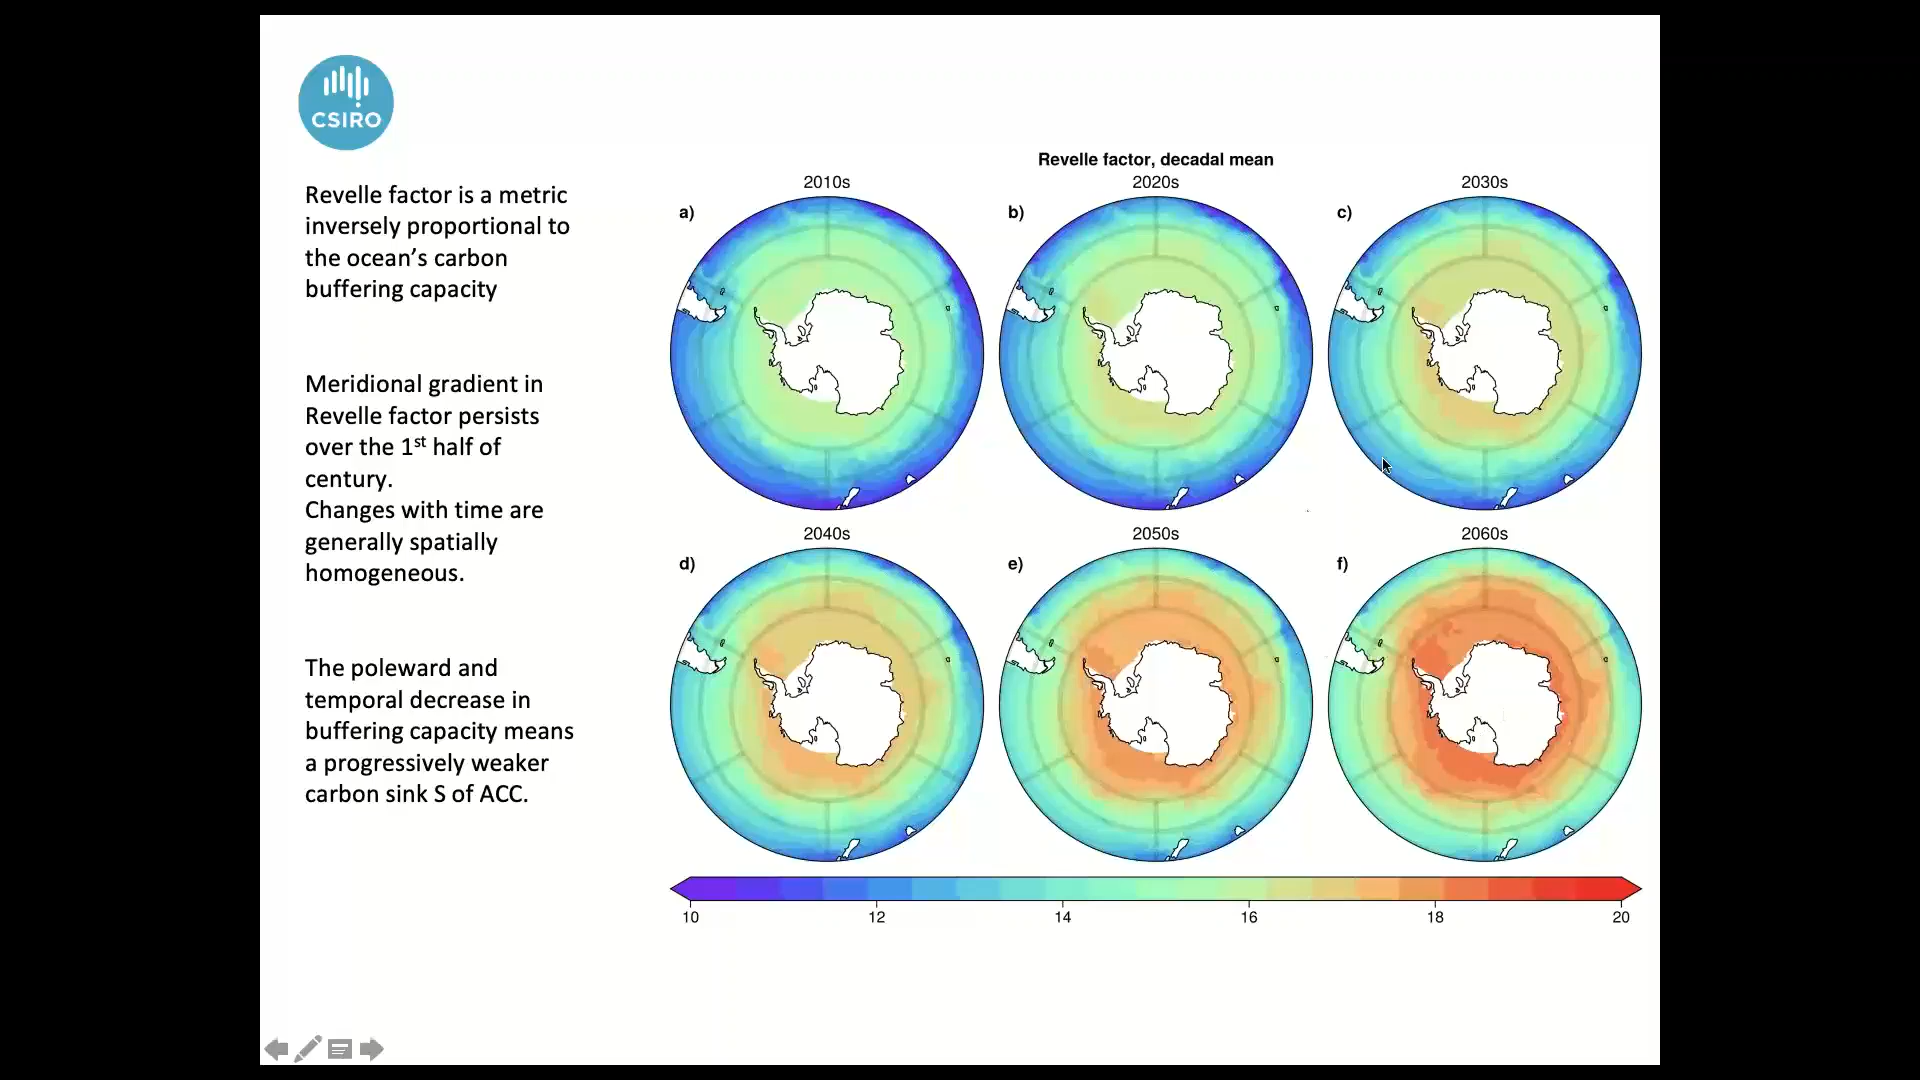 CSIRO
Revelle factor is a metric
inversely proportional to
the ocean’s carbon
buffering capacity
Meridional gradient in
Revelle factor persists
over the 1st half of
century.
Changes with time are
generally spatially
homogeneous.
The poleward and
temporal decrease in
buffering capacity means
a progressively weaker
carbon sink S of ACC.
Revelle factor, decadal mean
2010s 2020s 2030s
a) b) c)
2040s 2050s 2060s
d) e) f)
10 12 14 16 18 20